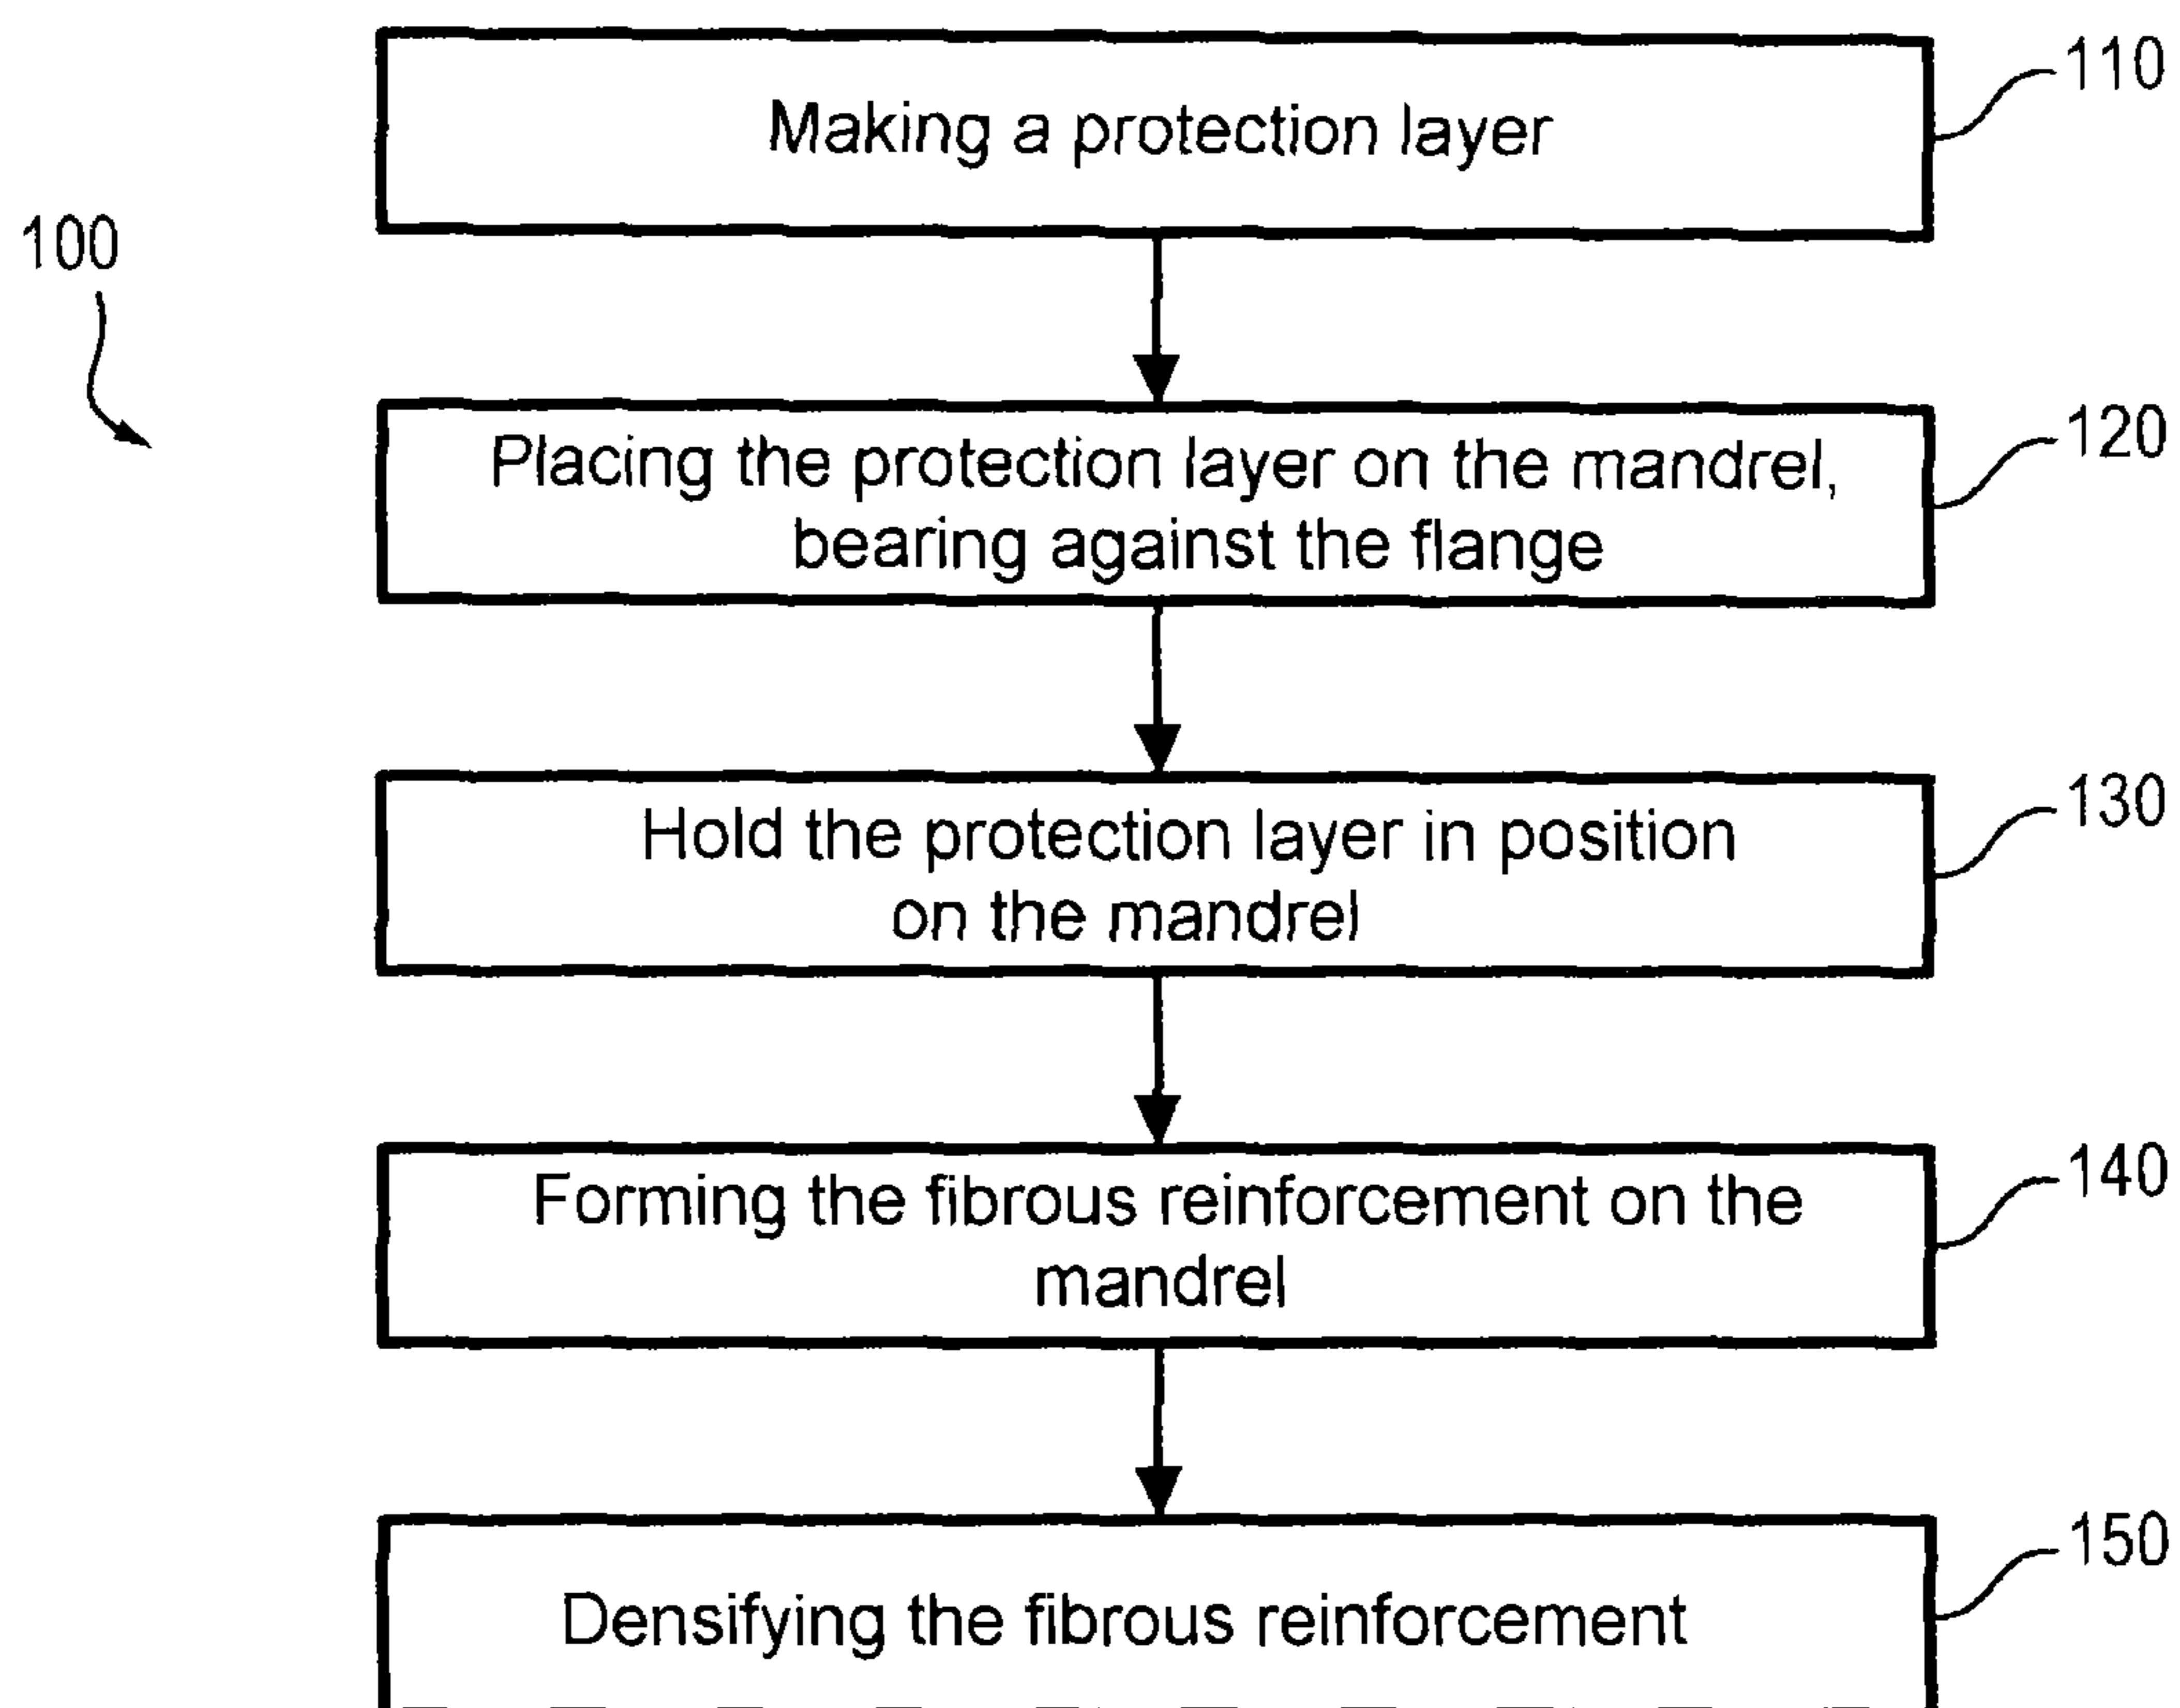 110
Making a protection layer
100
120
Placing the protection layer on the mandrel,
bearing against the flange
130
Hold the protection layer in position
on the mandrel
140
Forming the fibrous reinforcement on the
mandrel
150
Densifying the fibrous reinforcement